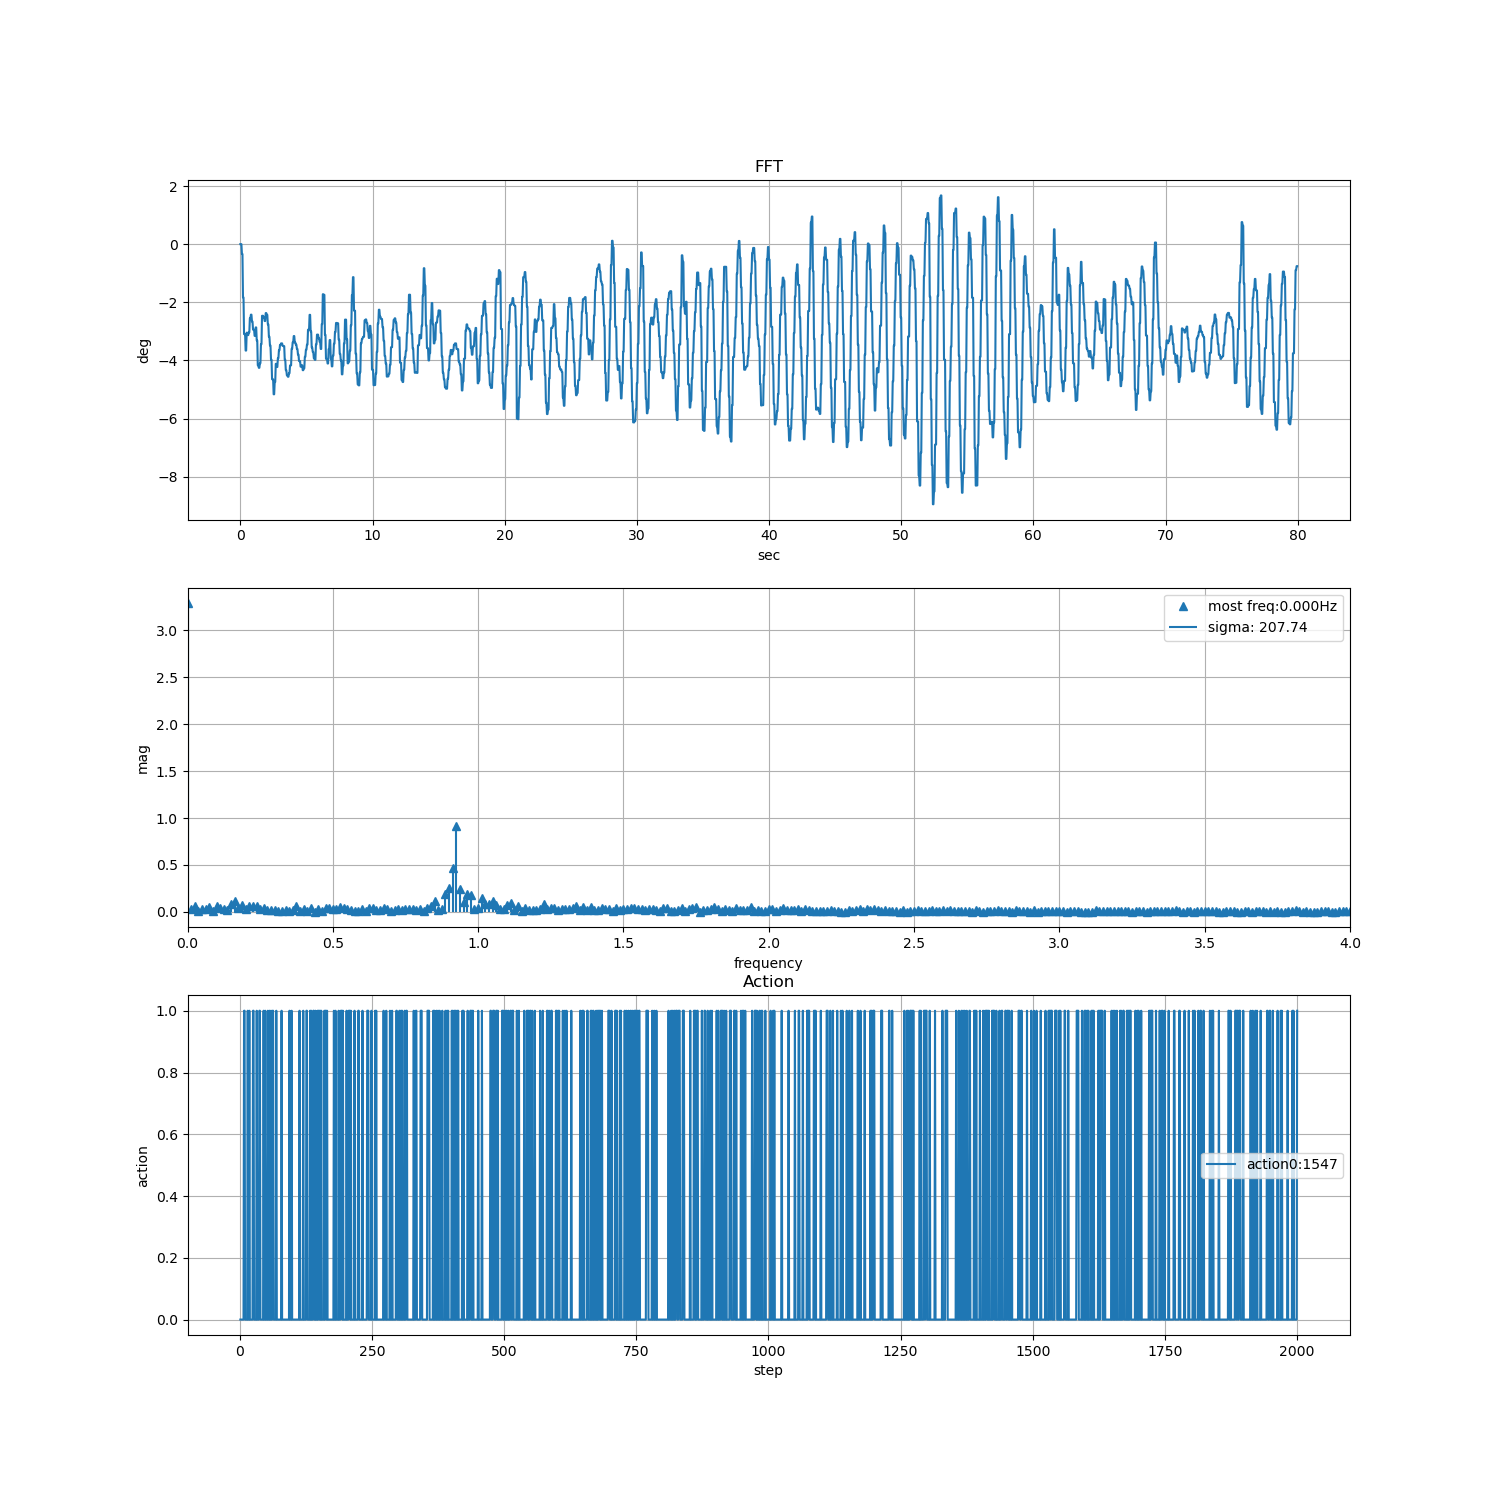 FFT
2
0
−2
−4
−6
−8
deg
0 10 20 30 40 50 60 70 80
sec
most freq:0.000Hz
sigma: 207.74
3.0
2.5
2.0
1.5
1.0
0.5
0.0
mag
0.0 0.5 1.0 1.5 2.0 2.5 3.0 3.5 4.0
frequency
Action
1.0
0.8
0.6
0.4
0.2
0.0
action
action0:1547
0 250 500 750 1000 1250 1500 1750 2000
step